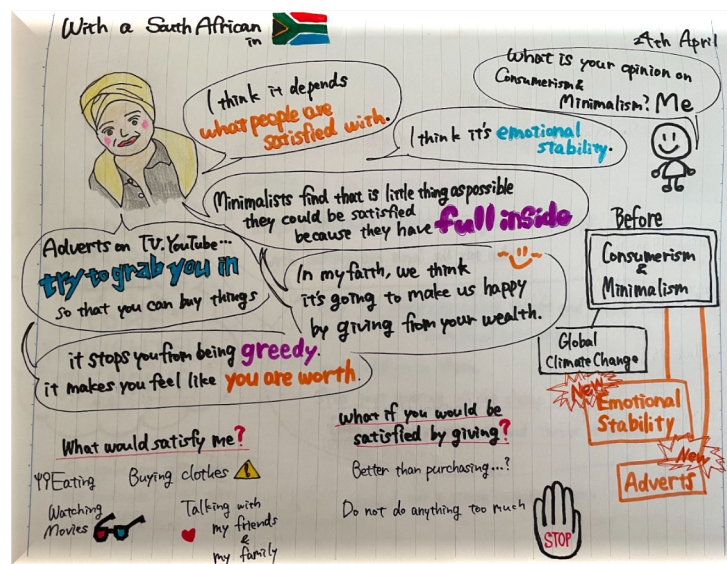 With a South African
in
24th April
What is your opinion on
Consumerism &
Minimalism?
Me
I think it depends
what people are
satisfied with.
I think it's emotional
stability.
Minimalists find that is little thing as possible
they could be satisfied
because they have full inside
Adverts on TV. YouTube...
try to grab you in
so that you can buy things
In my faith, we think
it's going to make us happy
by giving from your wealth.
it stops you from being greedy.
it makes you feel like you are worth.
Before
Consumerism
&
Minimalism
Global
Climate Change
New
Emotional
Stability
New
Adverts
What would satisfy me?
Eating
Buying clothes
Watching
Movies
Talking with
my friends
&
my family
What if you would be
satisfied by giving?
Better than purchasing...?
Do not do anything too much
STOP